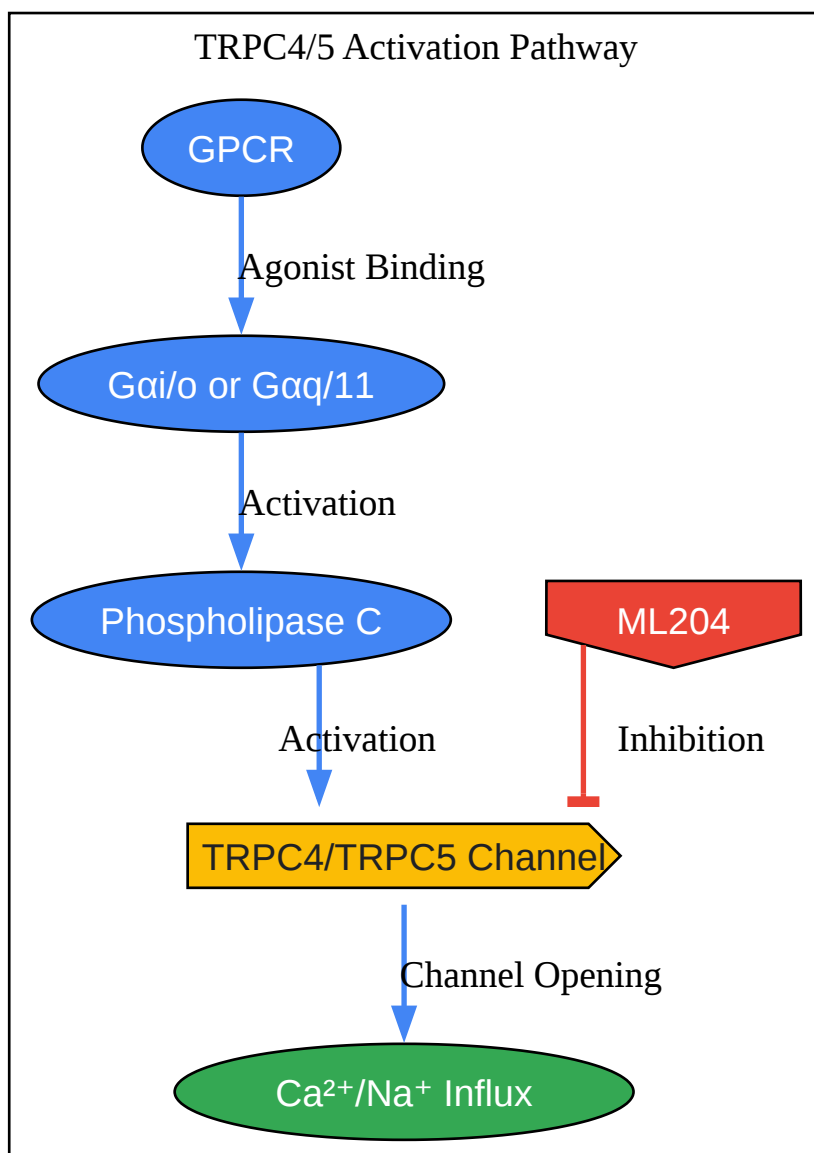 TRPC4/5 Activation Pathway
GPCR
Agonist Binding
Gαi/o or Gαq/11
Activation
Phospholipase C
ML204
Activation
Inhibition
TRPC4/TRPC5 Channel
Channel Opening
Ca²⁺/Na⁺ Influx